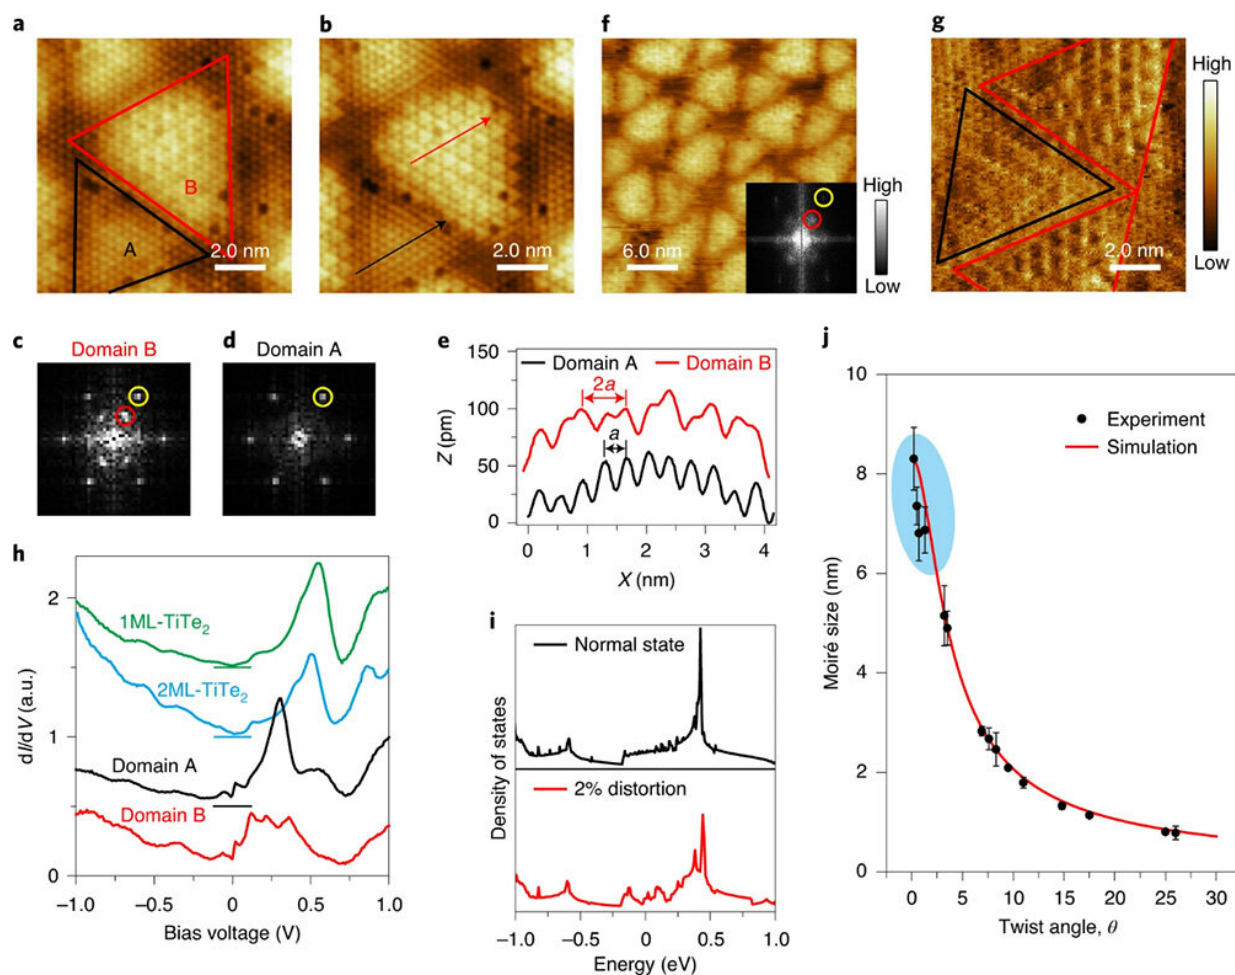 a
B
A
2.0 nm
b
2.0 nm
f
6.0 nm
High
Low
g
2.0 nm
High
Low
c
Domain B
d
Domain A
e
150
100
50
0
Z (pm)
Domain A
Domain B
2a
a
0 1 2 3 4
X (nm)
h
2
1
0
dI/dV (a.u.)
1ML-TiTe₂
2ML-TiTe₂
Domain A
Domain B
−1.0 −0.5 0 0.5 1.0
Bias voltage (V)
i
Normal state
2% distortion
Density of states
−1.0 −0.5 0 0.5 1.0
Energy (eV)
j
10
8
6
4
2
0
Moiré size (nm)
Experiment
Simulation
0 5 10 15 20 25 30
Twist angle, θ